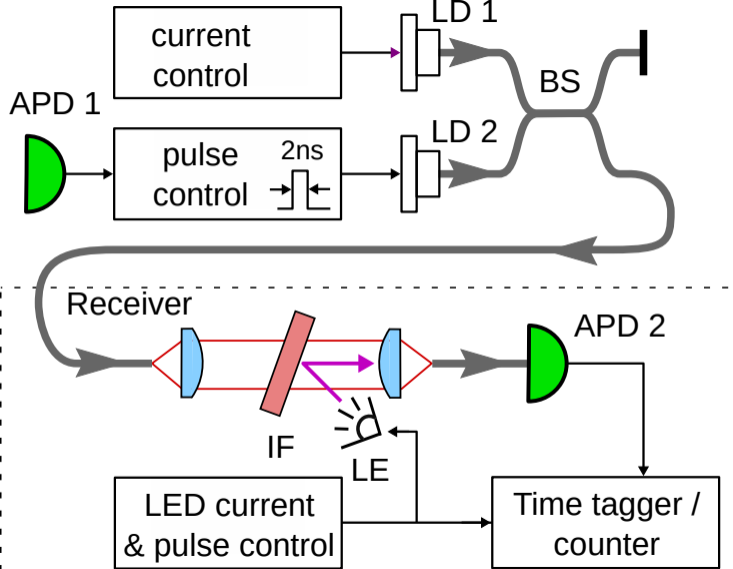 LD 1
current
control
BS
APD 1
LD 2
pulse
control
2ns
Receiver
APD 2
IF
LE
LED current
& pulse control
Time tagger /
counter